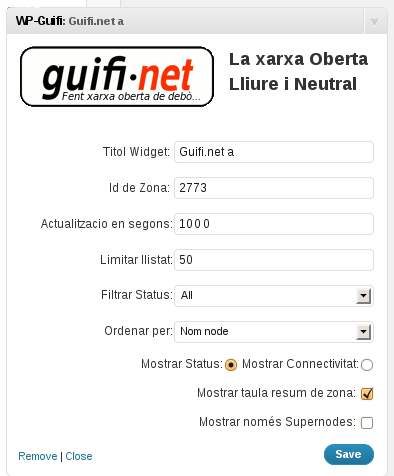 WP-Guifi: Guifi.net a
guifi·net
Fent xarxa oberta de debò...
La xarxa Oberta
Lliure i Neutral
Titol Widget: Guifi.net a
Id de Zona: 2773
Actualitzacio en segons: 1000
Limitar llistat: 50
Filtrar Status: All
Ordenar per: Nom node
Mostrar Status: Mostrar Connectivitat:
Mostrar taula resum de zona:
Mostrar només Supernodes:
Remove | Close
Save